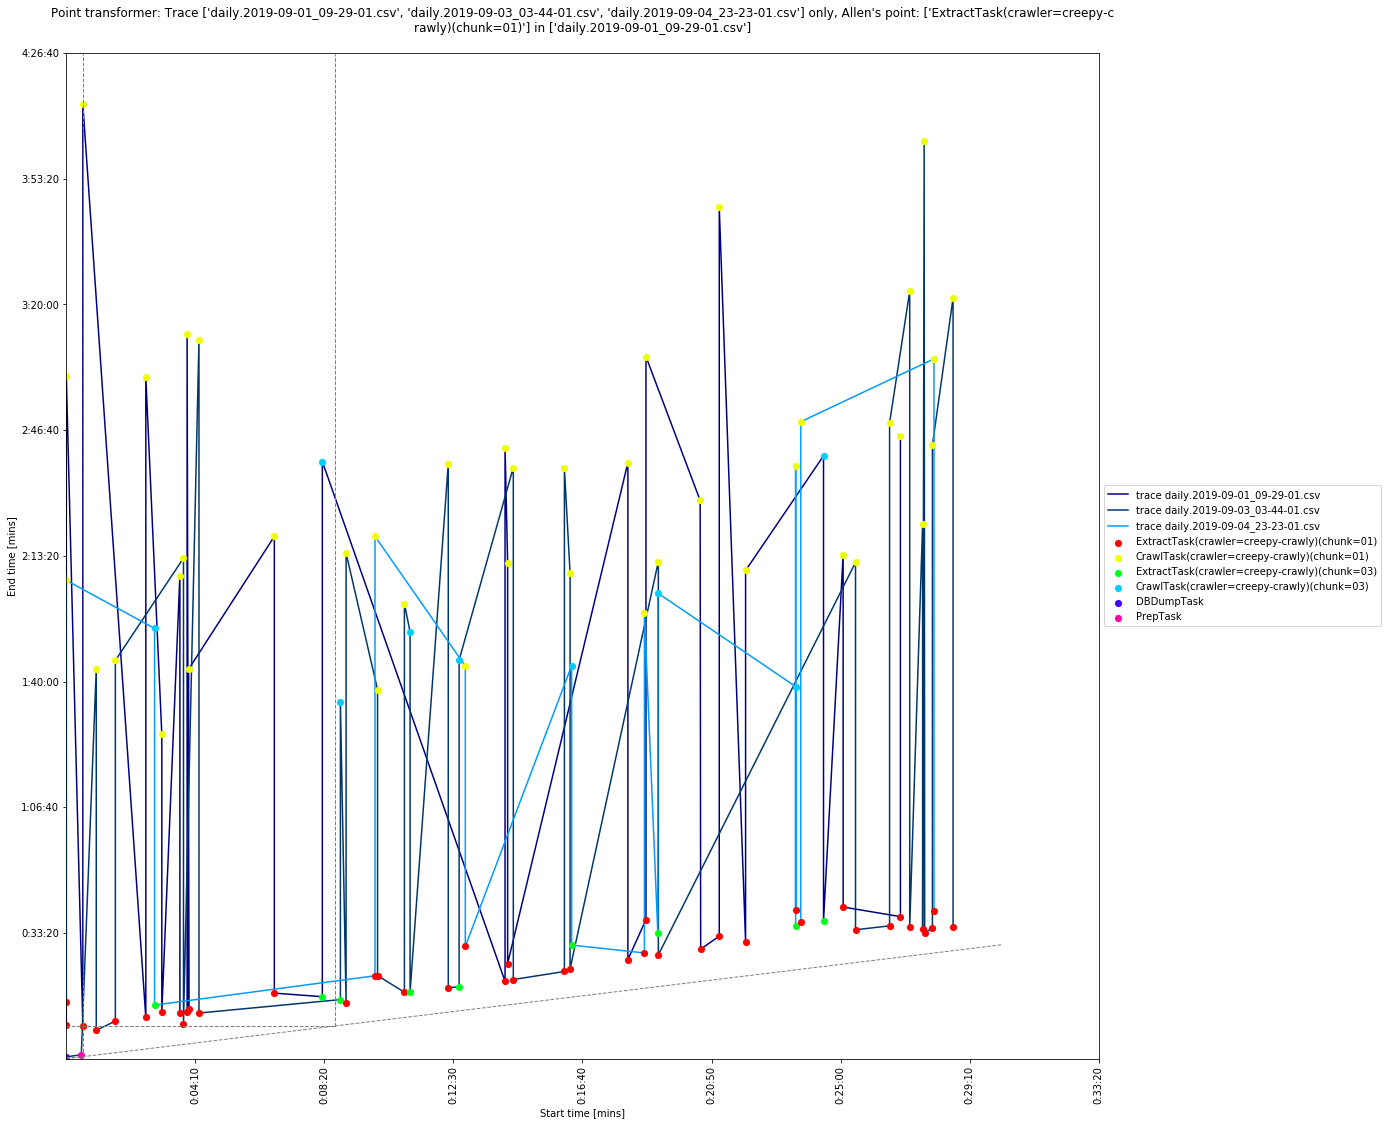 Point transformer: Trace ['daily.2019-09-01_09-29-01.csv', 'daily.2019-09-03_03-44-01.csv', 'daily.2019-09-04_23-23-01.csv'] only, Allen's point: ['ExtractTask(crawler=creepy-c
rawly)(chunk=01)'] in ['daily.2019-09-01_09-29-01.csv']
4:26:40
3:53:20
3:20:00
2:46:40
2:13:20
1:40:00
1:06:40
0:33:20
End time [mins]
0:04:10
0:08:20
0:12:30
0:16:40
0:20:50
0:25:00
0:29:10
0:33:20
Start time [mins]
trace daily.2019-09-01_09-29-01.csv
trace daily.2019-09-03_03-44-01.csv
trace daily.2019-09-04_23-23-01.csv
ExtractTask(crawler=creepy-crawly)(chunk=01)
CrawlTask(crawler=creepy-crawly)(chunk=01)
ExtractTask(crawler=creepy-crawly)(chunk=03)
CrawlTask(crawler=creepy-crawly)(chunk=03)
DBDumpTask
PrepTask